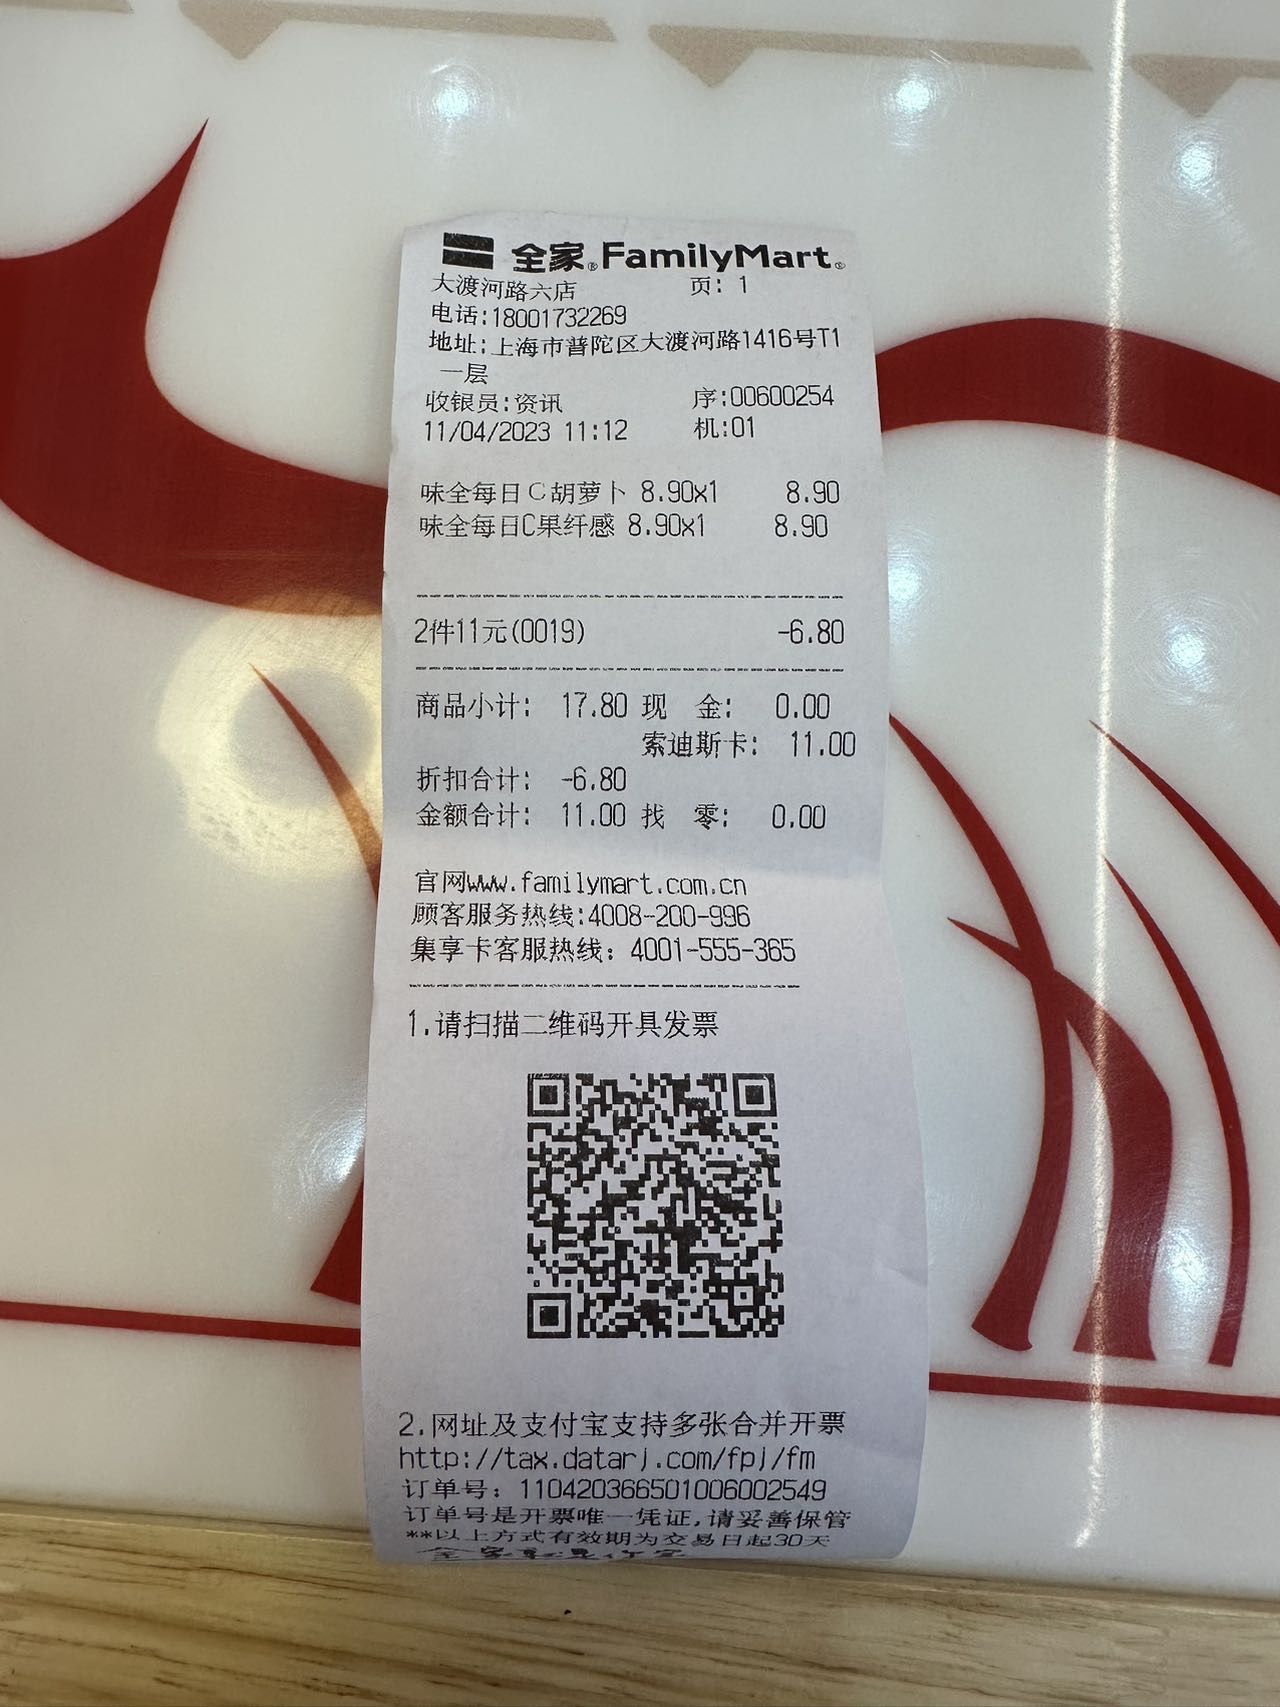 全家®FamilyMart®
大渡河路六店 页: 1
电话:18001732269
地址:上海市普陀区大渡河路1416号T1
一层
收银员:资讯 序:00600254
11/04/2023 11:12 机:01
味全每日C胡萝卜 8.90x1 8.90
味全每日C果纤感 8.90x1 8.90
2件11元(0019) -6.80
商品小计: 17.80 现 金: 0.00
索迪斯卡: 11.00
折扣合计: -6.80
金额合计: 11.00 找 零: 0.00
官网www.familymart.com.cn
顾客服务热线:4008-200-996
集享卡客服热线: 4001-555-365
1.请扫描二维码开具发票
2.网址及支付宝支持多张合并开票
http://tax.datarj.com/fpj/fm
订单号: 110420366501006002549
订单号是开票唯一凭证,请妥善保管
**以上方式有效期为交易日起30天
全家就是你家